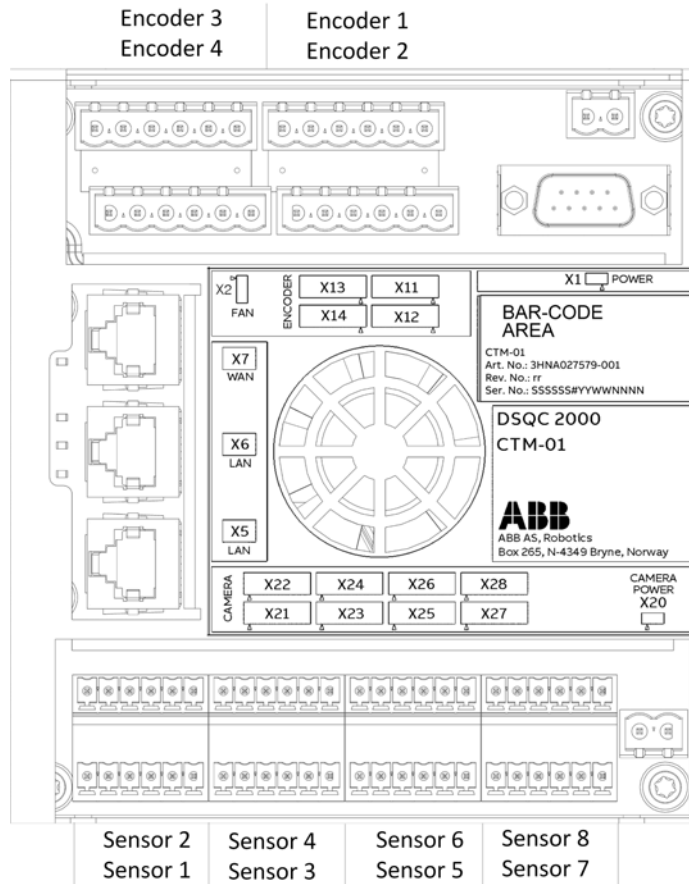 Encoder 3
Encoder 4
Encoder 1
Encoder 2
X2
FAN
ENCODER
X13
X11
X14
X12
X1
POWER
BAR-CODE
AREA
CTM-01
Art. No.: 3HNA027579-001
Rev. No.: rr
Ser. No.: SSSSSS#YYWWNNNN
X7
WAN
X6
LAN
X5
LAN
DSQC 2000
CTM-01
ABB
ABB AS, Robotics
Box 265, N-4349 Bryne, Norway
CAMERA
X22
X24
X26
X28
X21
X23
X25
X27
CAMERA
POWER
X20
Sensor 2
Sensor 1
Sensor 4
Sensor 3
Sensor 6
Sensor 5
Sensor 8
Sensor 7